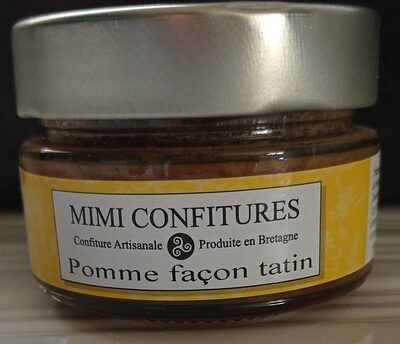 MIMI CONFITURES
Confiture Artisanale Produite en Bretagne
Pomme façon tatin